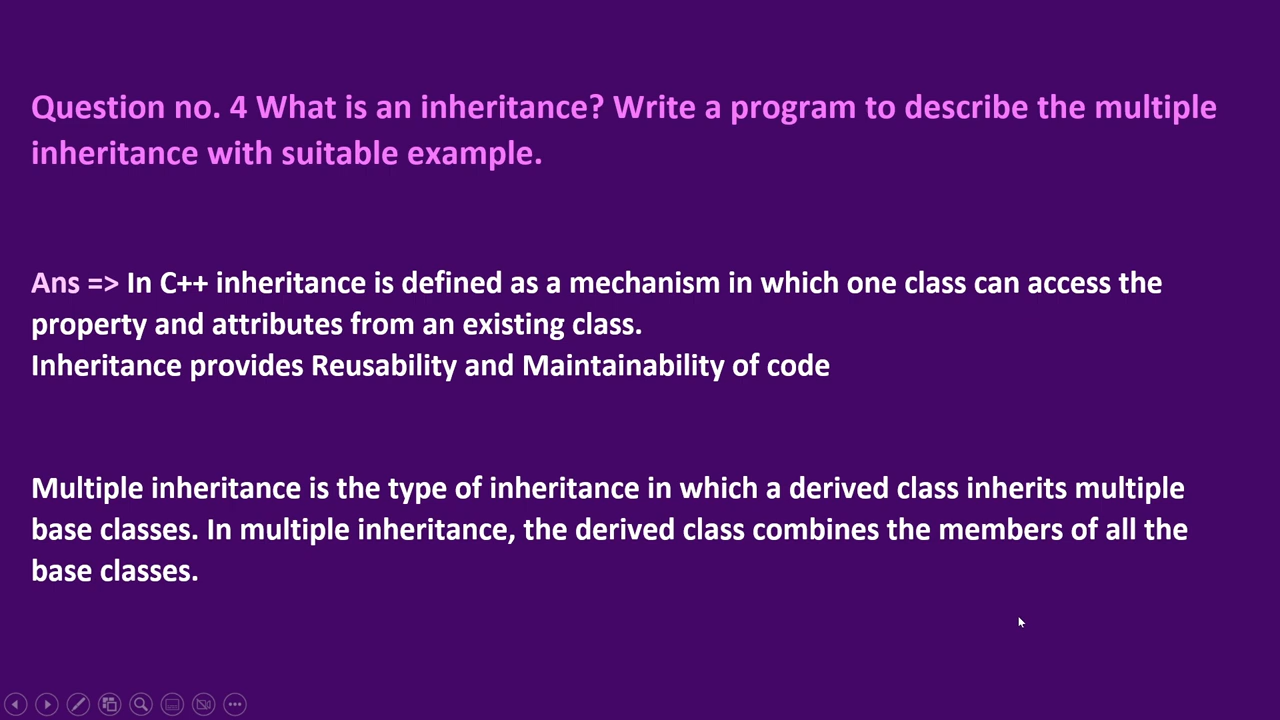 Question no. 4 What is an inheritance? Write a program to describe the multiple
inheritance with suitable example.
Ans => In C++ inheritance is defined as a mechanism in which one class can access the
property and attributes from an existing class.
Inheritance provides Reusability and Maintainability of code
Multiple inheritance is the type of inheritance in which a derived class inherits multiple
base classes. In multiple inheritance, the derived class combines the members of all the
base classes.